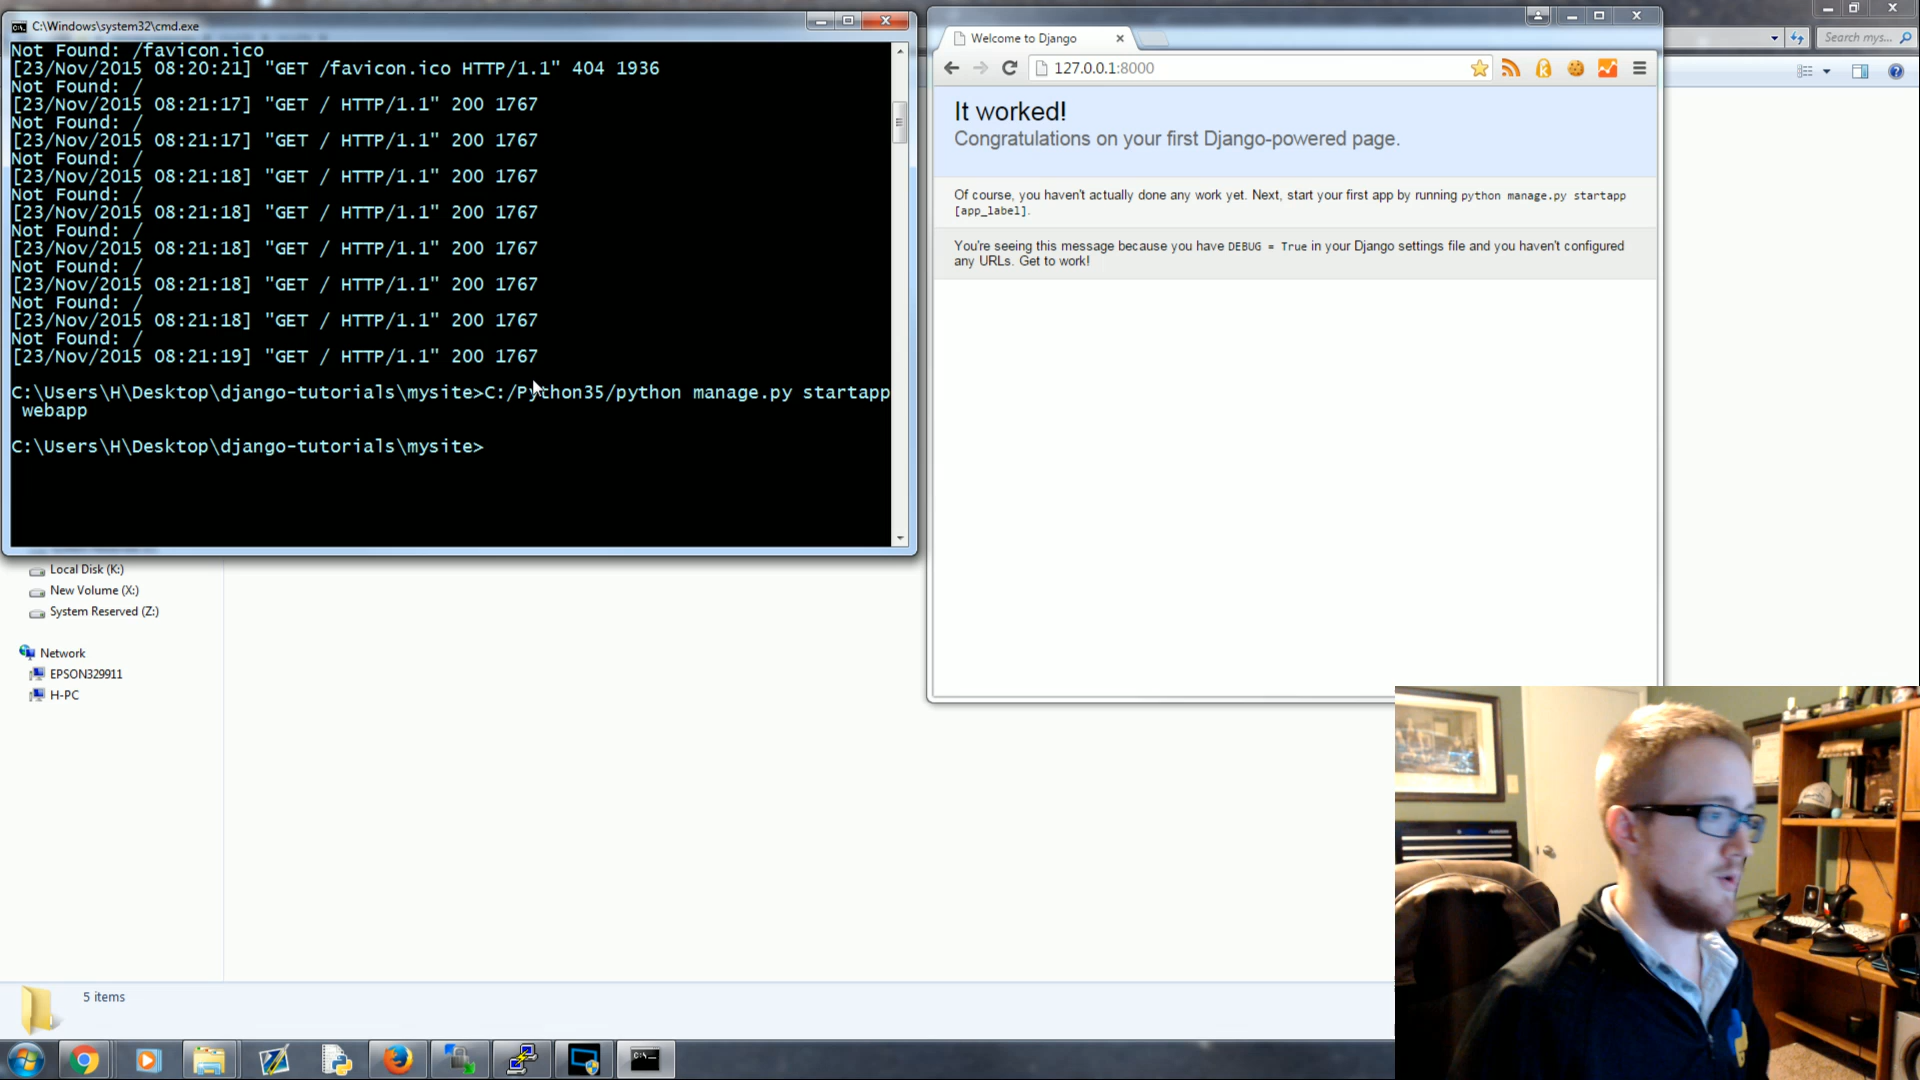 C:\Windows\system32\cmd.exe
Not Found: /favicon.ico
[23/Nov/2015 08:20:21] "GET /favicon.ico HTTP/1.1" 404 1936
Not Found: /
[23/Nov/2015 08:21:17] "GET / HTTP/1.1" 200 1767
Not Found: /
[23/Nov/2015 08:21:17] "GET / HTTP/1.1" 200 1767
Not Found: /
[23/Nov/2015 08:21:18] "GET / HTTP/1.1" 200 1767
Not Found: /
[23/Nov/2015 08:21:18] "GET / HTTP/1.1" 200 1767
Not Found: /
[23/Nov/2015 08:21:18] "GET / HTTP/1.1" 200 1767
Not Found: /
[23/Nov/2015 08:21:18] "GET / HTTP/1.1" 200 1767
Not Found: /
[23/Nov/2015 08:21:18] "GET / HTTP/1.1" 200 1767
Not Found: /
[23/Nov/2015 08:21:19] "GET / HTTP/1.1" 200 1767
C:\Users\H\Desktop\django-tutorials\mysite>C:/Python35/python manage.py startapp
webapp
C:\Users\H\Desktop\django-tutorials\mysite>
Welcome to Django
127.0.0.1:8000
It worked!
Congratulations on your first Django-powered page.
Of course, you haven't actually done any work yet. Next, start your first app by running python manage.py startapp
[app_label].
You're seeing this message because you have DEBUG = True in your Django settings file and you haven't configured
any URLs. Get to work!
Search mys...
Local Disk (K:)
New Volume (X:)
System Reserved (Z:)
Network
EPSON329911
H-PC
5 items